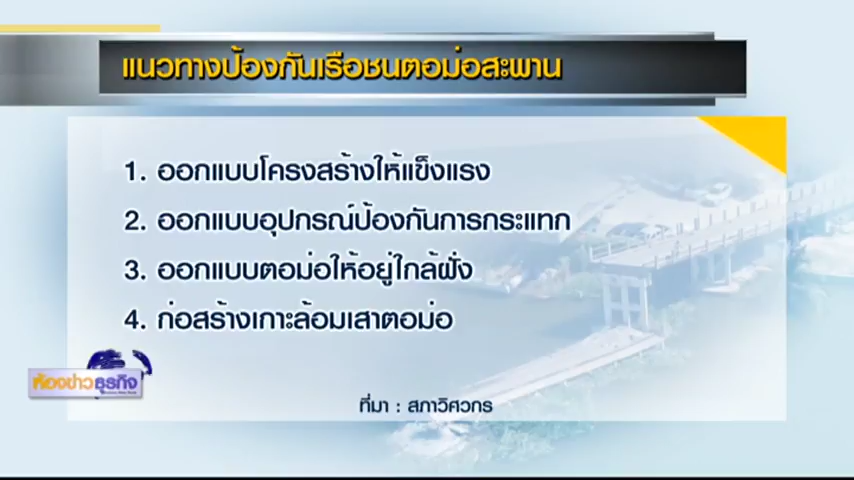 แนวทางป้องกันเรือชนตอม่อสะพาน
1. ออกแบบโครงสร้างให้แข็งแรง
2. ออกแบบอุปกรณ์ป้องกันการกระแทก
3. ออกแบบตอม่อให้อยู่ใกล้ฝั่ง
4. ก่อสร้างเกาะล้อมเสาตอม่อ
ห้องข่าวธุรกิจ
ที่มา : สภาวิศวกร